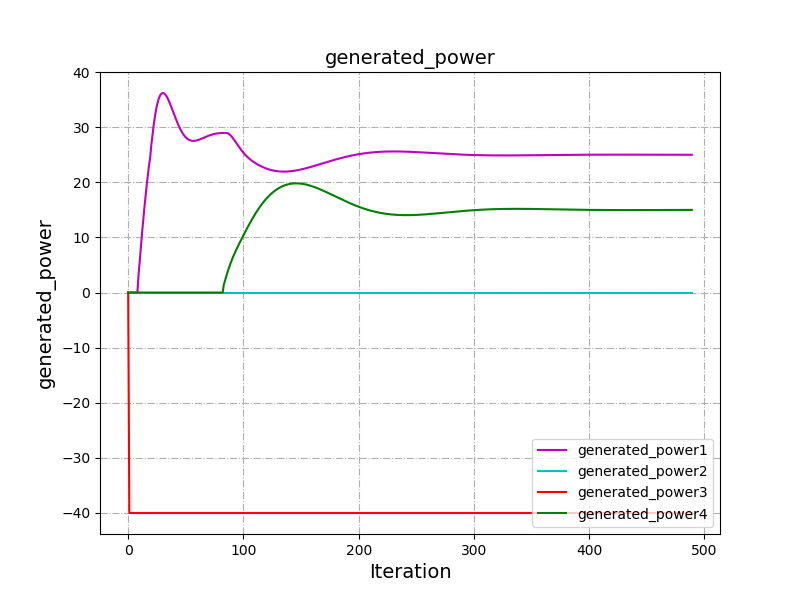 generated_power
40
30
20
10
0
−10
−20
−30
−40
generated_power
0 100 200 300 400 500
Iteration
generated_power1
generated_power2
generated_power3
generated_power4